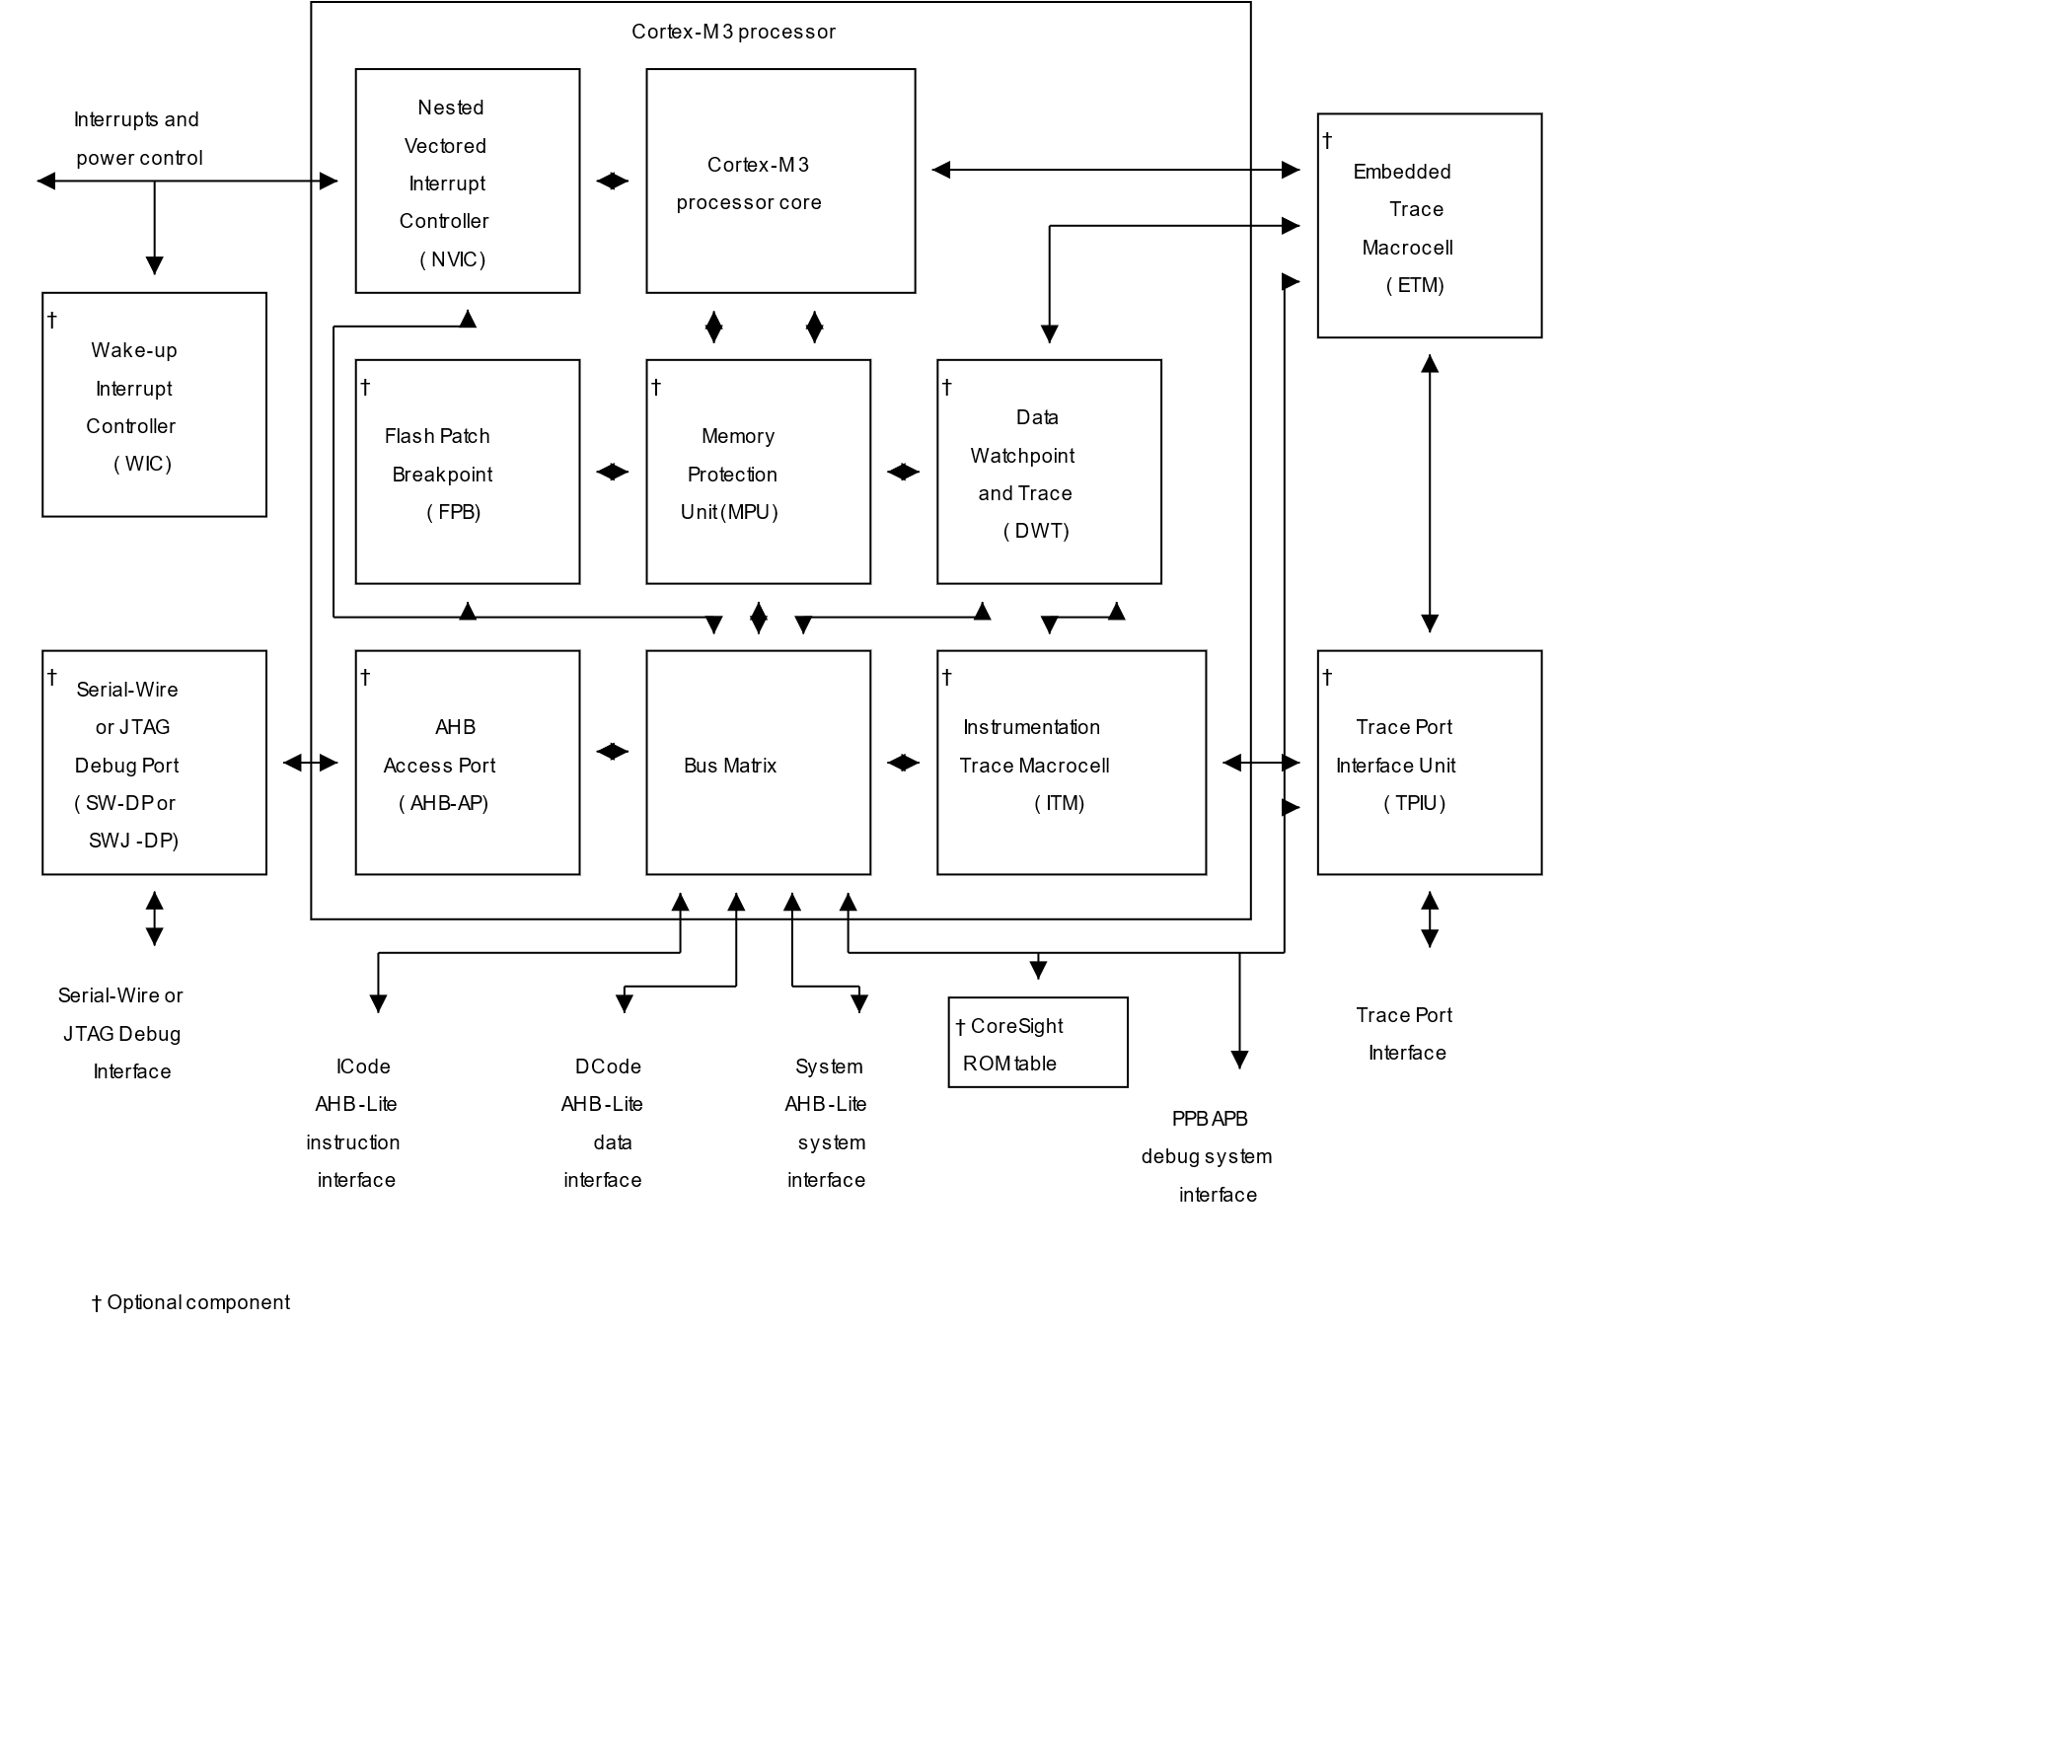 Cortex-M3 processor
Interrupts and
power control
Nested
Vectored
Interrupt
Controller
( NVIC)
Cortex-M3
processor core
†
Embedded
Trace
Macrocell
( ETM)
†
Wake-up
Interrupt
Controller
( WIC)
†
Flash Patch
Breakpoint
( FPB)
†
Memory
Protection
Unit (MPU)
†
Data
Watchpoint
and Trace
( DWT)
†
Serial-Wire
or JTAG
Debug Port
( SW-DP or
SWJ -DP)
†
AHB
Access Port
( AHB-AP)
Bus Matrix
†
Instrumentation
Trace Macrocell
( ITM)
†
Trace Port
Interface Unit
( TPIU)
Serial-Wire or
JTAG Debug
Interface
ICode
AHB-Lite
instruction
interface
DCode
AHB-Lite
data
interface
System
AHB-Lite
system
interface
† CoreSight
ROM table
PPB APB
debug system
interface
Trace Port
Interface
† Optional component